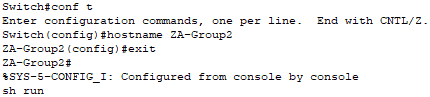 Switch#conf t
Enter configuration commands, one per line.  End with CNTL/Z.
Switch(config)#hostname ZA-Group2
ZA-Group2(config)#exit
ZA-Group2#
%SYS-5-CONFIG_I: Configured from console by console
sh run